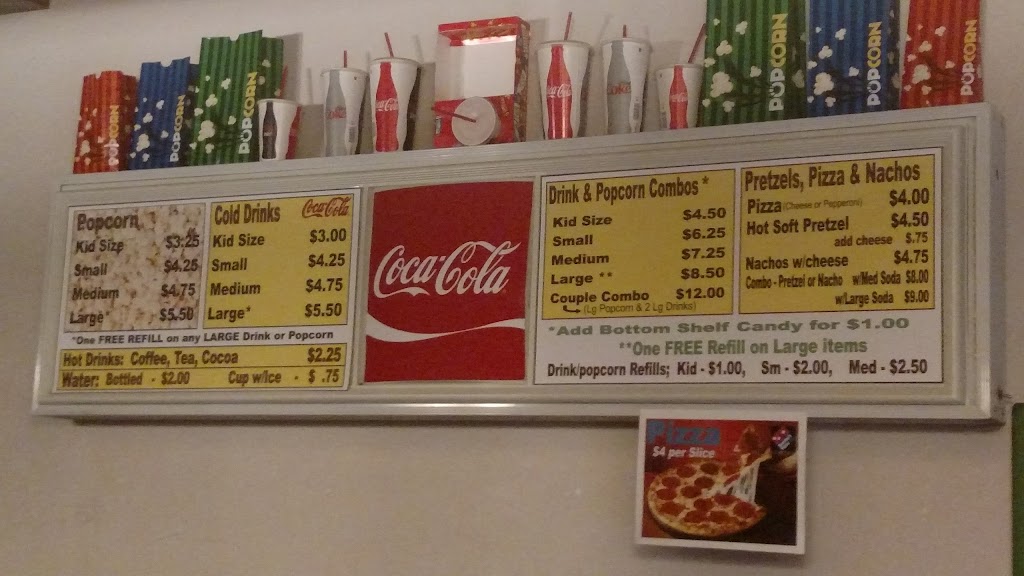 POPCORN
POPCORN
POPCORN
Coca-Cola
Coke
Coca-Cola
POPCORN
POPCORN
POPCORN
Popcorn
Kid Size $3.25
Small $4.25
Medium $4.75
Large* $5.50
Cold Drinks Coca-Cola
Kid Size $3.00
Small $4.25
Medium $4.75
Large* $5.50
*One FREE REFILL on any LARGE Drink or Popcorn
Hot Drinks: Coffee, Tea, Cocoa $2.25
Water: Bottled - $2.00 Cup w/Ice - $ .75
Coca-Cola
Drink & Popcorn Combos *
Kid Size $4.50
Small $6.25
Medium $7.25
Large ** $8.50
Couple Combo $12.00
(Lg Popcorn & 2 Lg Drinks)
Pretzels, Pizza & Nachos
Pizza (Cheese or Pepperoni) $4.00
Hot Soft Pretzel $4.50
add cheese $.75
Nachos w/cheese $4.75
Combo - Pretzel or Nacho w/Med Soda $8.00
w/Large Soda $9.00
*Add Bottom Shelf Candy for $1.00
**One FREE Refill on Large items
Drink/popcorn Refills; Kid - $1.00, Sm - $2.00, Med - $2.50
Pizza
$4 per Slice